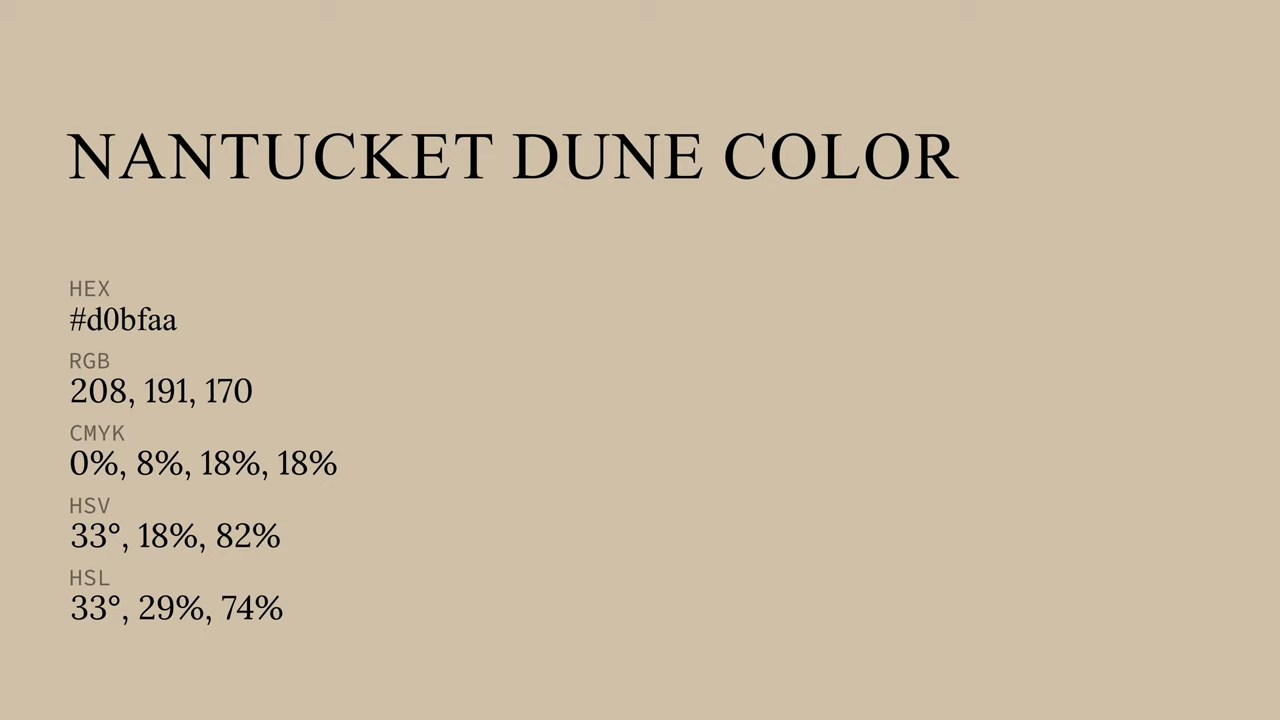 NANTUCKET DUNE COLOR
HEX
#d0bfaa
RGB
208, 191, 170
CMYK
0%, 8%, 18%, 18%
HSV
33°, 18%, 82%
HSL
33°, 29%, 74%